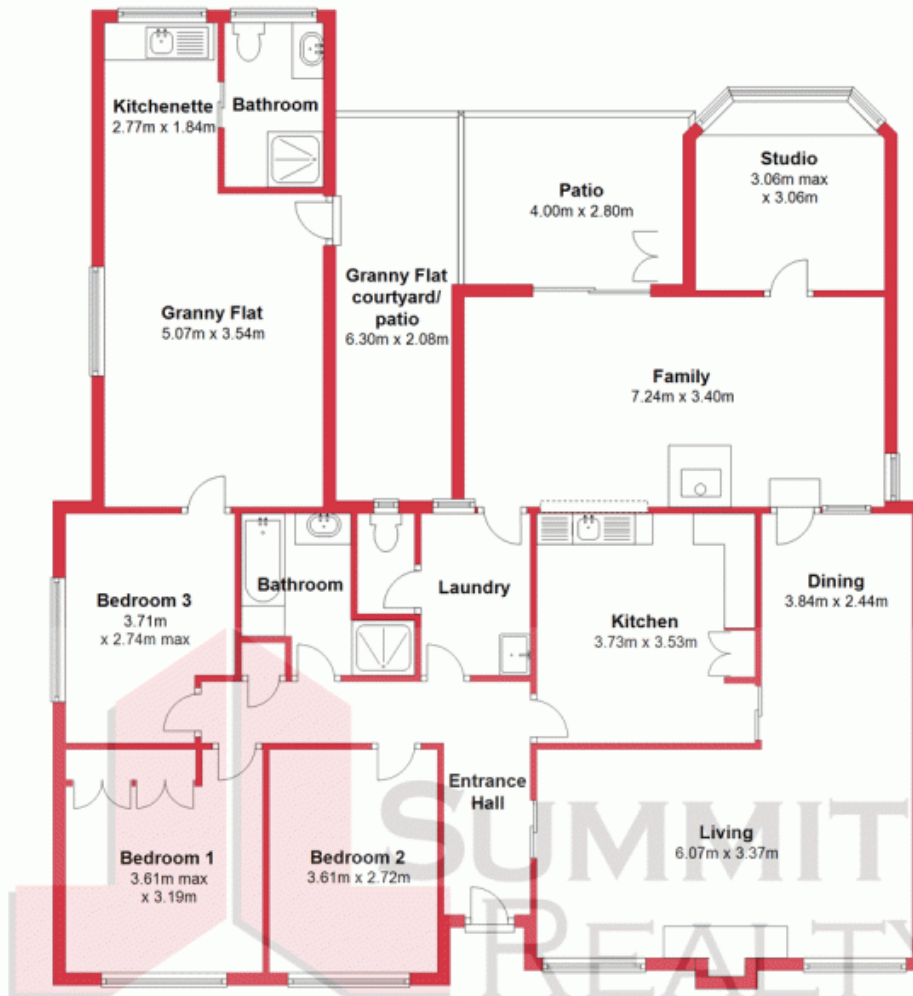 Kitchenette
2.77m x 1.84m
Bathroom
Studio
3.06m max
x 3.06m
Patio
4.00m x 2.80m
Granny Flat
courtyard/
patio
6.30m x 2.08m
Granny Flat
5.07m x 3.54m
Family
7.24m x 3.40m
Bedroom 3
3.71m
x 2.74m max
Bathroom
Laundry
Kitchen
3.73m x 3.53m
Dining
3.84m x 2.44m
Entrance
Hall
Living
6.07m x 3.37m
Bedroom 1
3.61m max
x 3.19m
Bedroom 2
3.61m x 2.72m
SUMMIT
REALTY